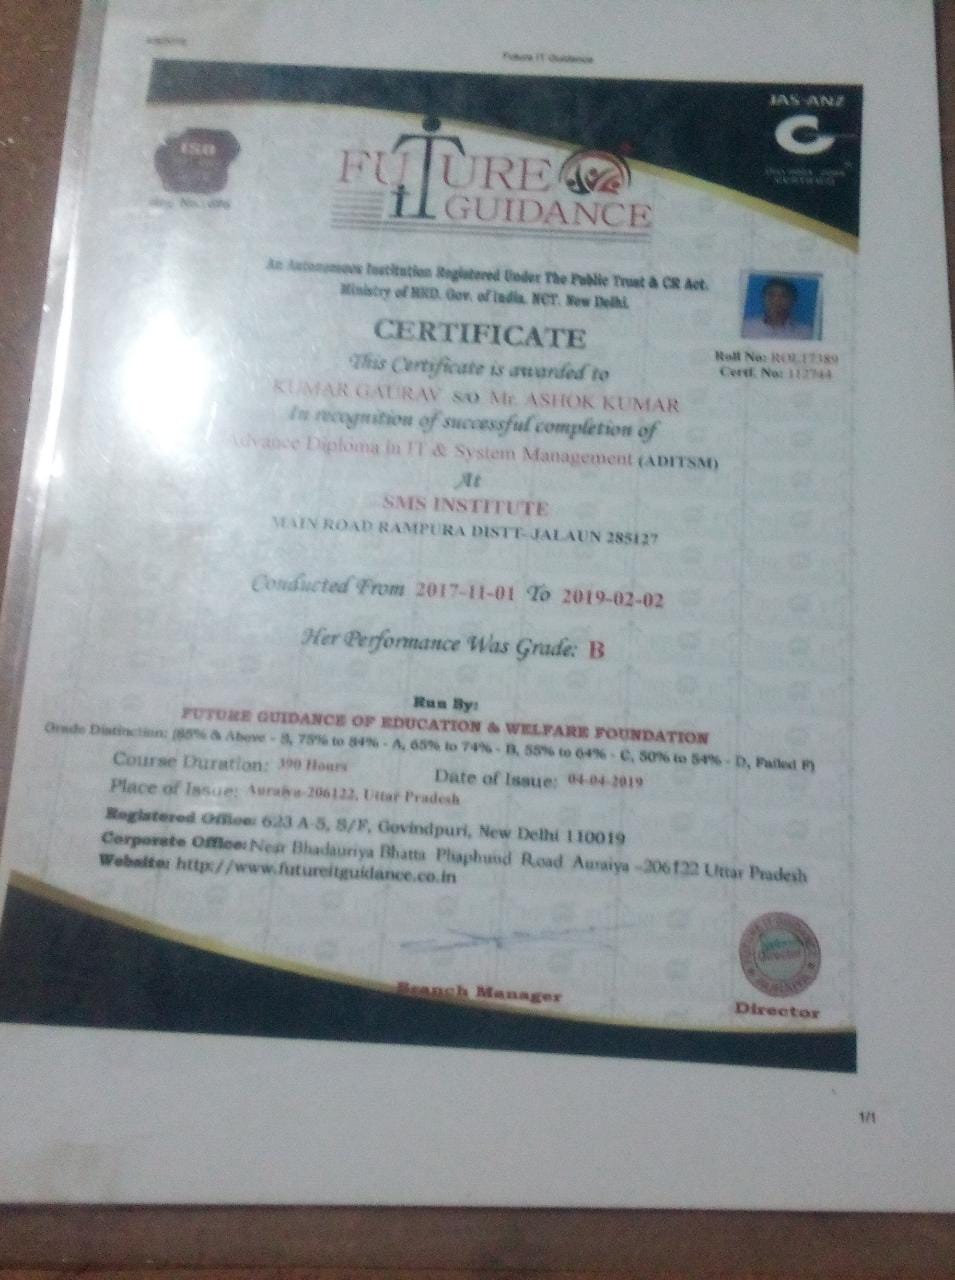 Future IT Guidance
JAS-ANZ
C
ISO
FUTURE
iT GUIDANCE
An Autonomous Institution Registered Under The Public Trust & CR Act.
Ministry of HRD. Gov. of India. NCT. New Delhi.
CERTIFICATE
Roll No: ROL17389
Certf. No: 112744
This Certificate is awarded to
KUMAR GAURAV S/O Mr. ASHOK KUMAR
In recognition of successful completion of
Advance Diploma in IT & System Management (ADITSM)
At
SMS INSTITUTE
MAIN ROAD RAMPURA DISTT-JALAUN 285127
Conducted From 2017-11-01 To 2019-02-02
Her Performance Was Grade: B
Run By:
FUTURE GUIDANCE OF EDUCATION & WELFARE FOUNDATION
Grade Distinction: (85% & Above - S, 75% to 84% - A, 65% to 74% - B, 55% to 64% - C, 50% to 54% - D, Failed F)
Course Duration: 390 Hours Date of Issue: 04-04-2019
Place of Issue: Auraiya-206122, Uttar Pradesh
Registered Office: 623 A-5, S/F, Govindpuri, New Delhi 110019
Corporate Office: Near Bhadauriya Bhatta Phaphund Road Auraiya -206122 Uttar Pradesh
Website: http://www.futureitguidance.co.in
Director
Branch Manager
Director
1/1